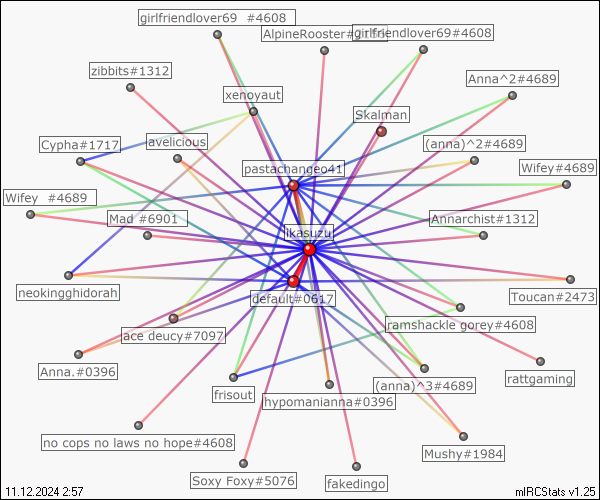 girlfriendlover69 #4608
AlpineRooster
girlfriendlover69#4608
zibbits#1312
Anna^2#4689
xenoyaut
Skalman
Cypha#1717
avelicious
(anna)^2#4689
pastachangeo41
Wifey#4689
Wifey #4689
Mad #6901
Annarchist#1312
likasuzu
neokingghidorah
default#0617
Toucan#2473
ramshackle gorey#4608
ace deucy#7097
Anna.#0396
rattgaming
(anna)^3#4689
frisout
hypomanianna#0396
no cops no laws no hope#4608
Mushy#1984
Soxy Foxy#5076
fakedingo
11.12.2024 2:57
mIRCStats v1.25